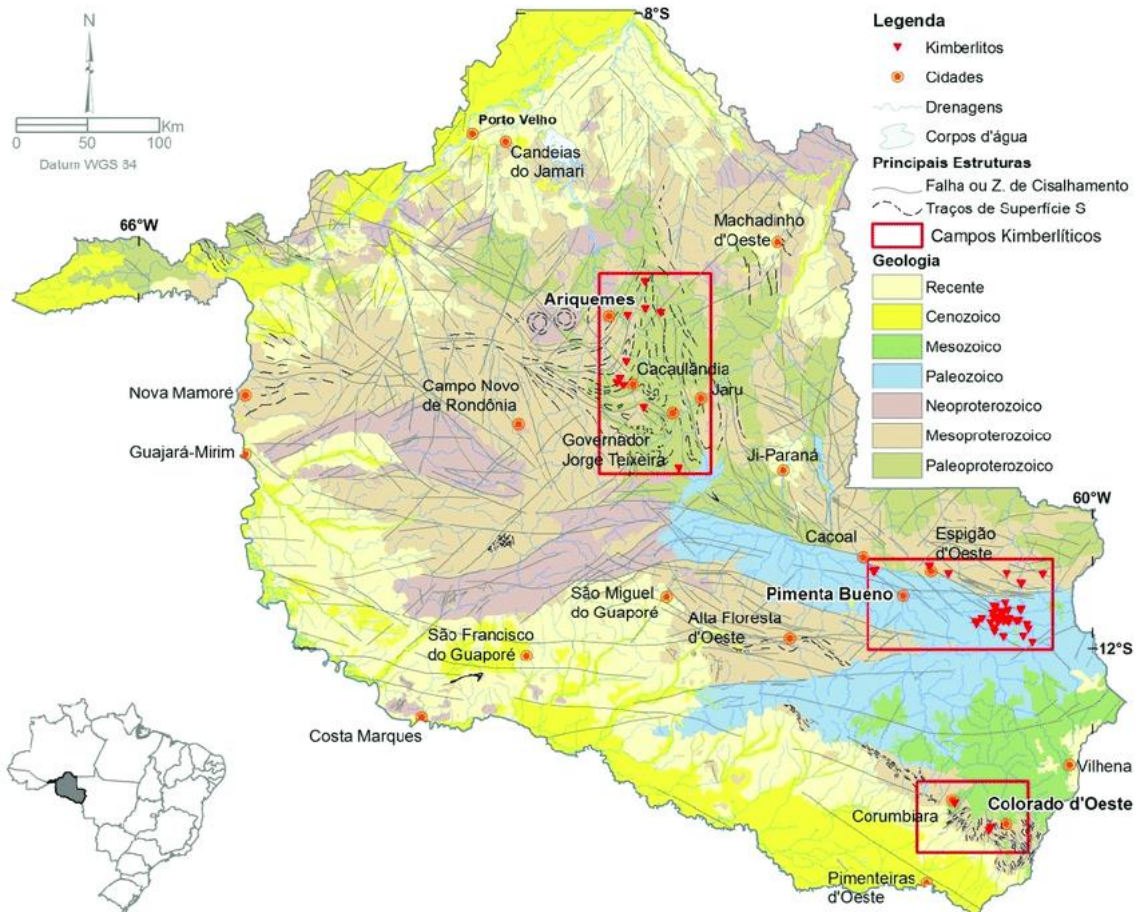 N
0 50 100 Km
Datum WGS 84
8°S
66°W
60°W
12°S
Porto Velho
Candeias
do Jamari
Machadinho
d'Oeste
Ariquemes
Cacaulândia
Jaru
Nova Mamoré
Campo Novo
de Rondônia
Guajará-Mirim
Governador
Jorge Teixeira
Ji-Paraná
Cacoal
Espigão
d'Oeste
São Miguel
do Guaporé
Pimenta Bueno
Alta Floresta
d'Oeste
São Francisco
do Guaporé
Costa Marques
Vilhena
Corumbiara
Colorado d'Oeste
Pimenteiras
d'Oeste
Legenda
Kimberlitos
Cidades
Drenagens
Corpos d'água
Principais Estruturas
Falha ou Z. de Cisalhamento
Traços de Superfície S
Campos Kimberlíticos
Geologia
Recente
Cenozoico
Mesozoico
Paleozoico
Neoproterozoico
Mesoproterozoico
Paleoproterozoico